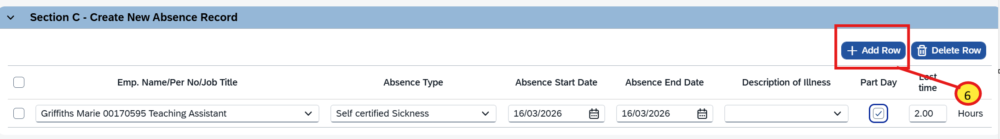 Section C - Create New Absence Record
Add Row Delete Row
Emp. Name/Per No/Job Title Absence Type Absence Start Date Absence End Date Description of Illness Part Day Lost time
6
Griffiths Marie 00170595 Teaching Assistant Self certified Sickness 16/03/2026 16/03/2026 2.00 Hours